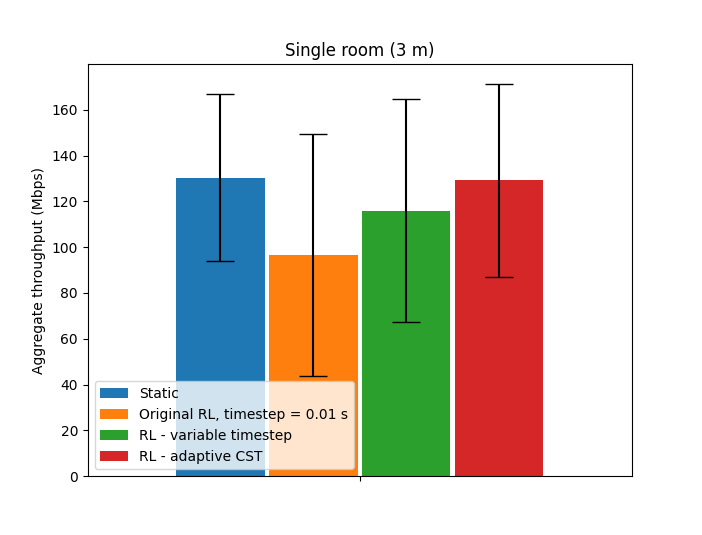 Single room (3 m)
Aggregate throughput (Mbps)
160
140
120
100
80
60
40
20
0
Static
Original RL, timestep = 0.01 s
RL - variable timestep
RL - adaptive CST